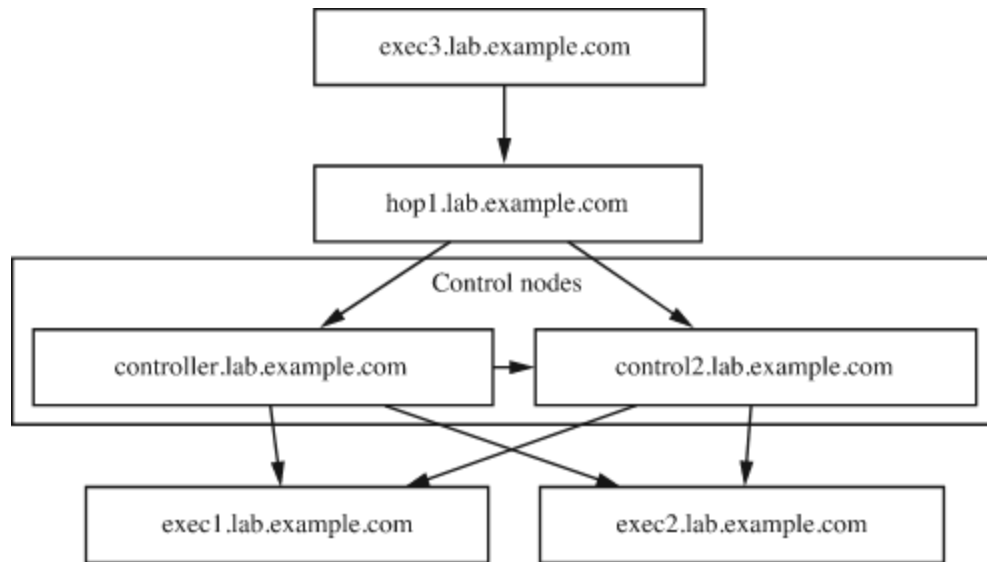 exec3.lab.example.com
hop1.lab.example.com
Control nodes
controller.lab.example.com
control2.lab.example.com
exec1.lab.example.com
exec2.lab.example.com